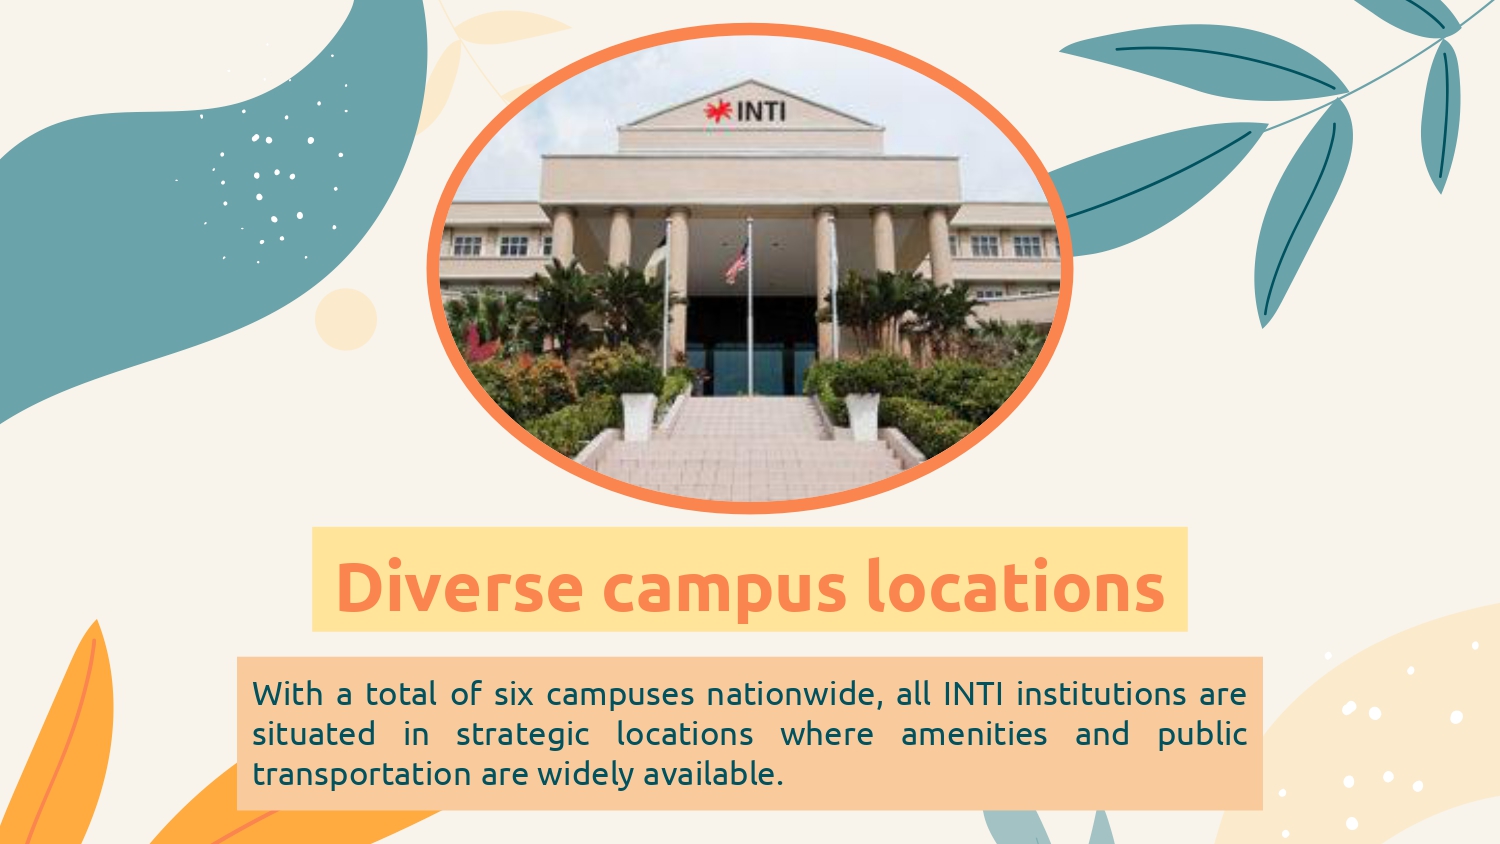 INTI
Diverse campus locations
With a total of six campuses nationwide, all INTI institutions are
situated in strategic locations where amenities and public
transportation are widely available.